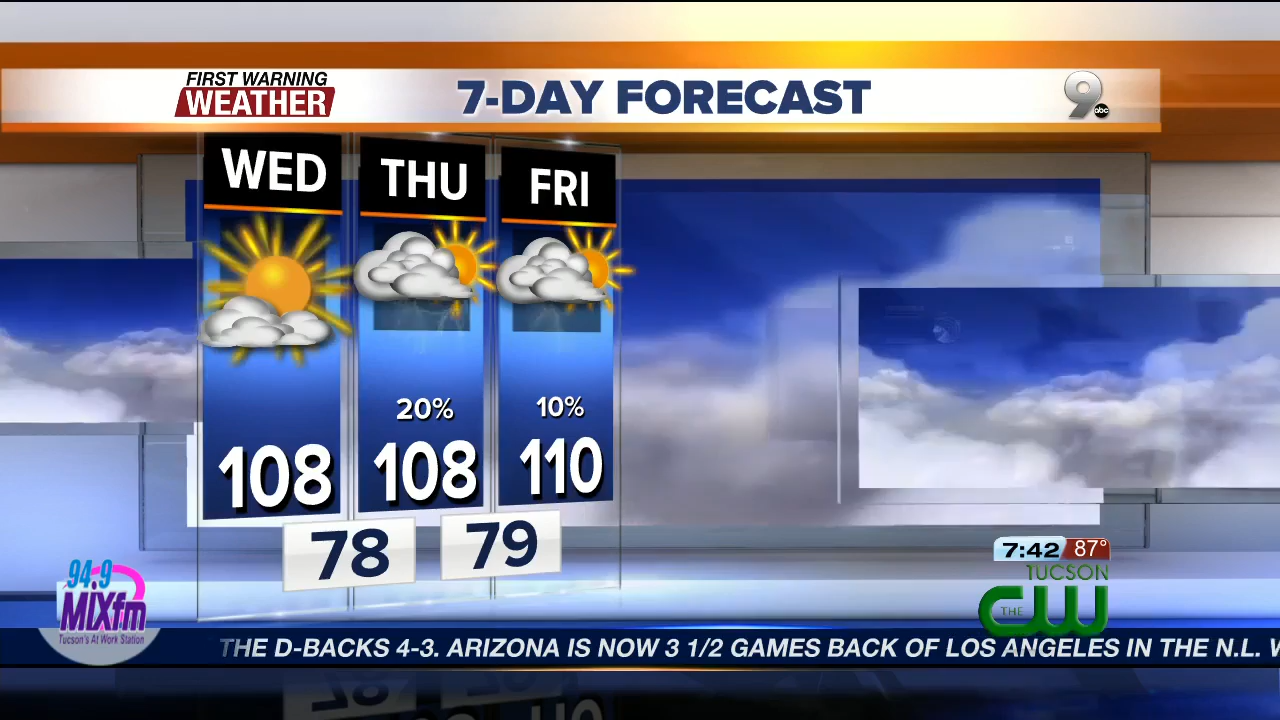 FIRST WARNING
WEATHER
7-DAY FORECAST
9
abc
WED
THU
FRI
20%
10%
108
108
110
78
79
7:42
87°
TUCSON
THE
CW
94.9
MIXfm
Tucson's At Work Station
THE D-BACKS 4-3. ARIZONA IS NOW 3 1/2 GAMES BACK OF LOS ANGELES IN THE N.L. W